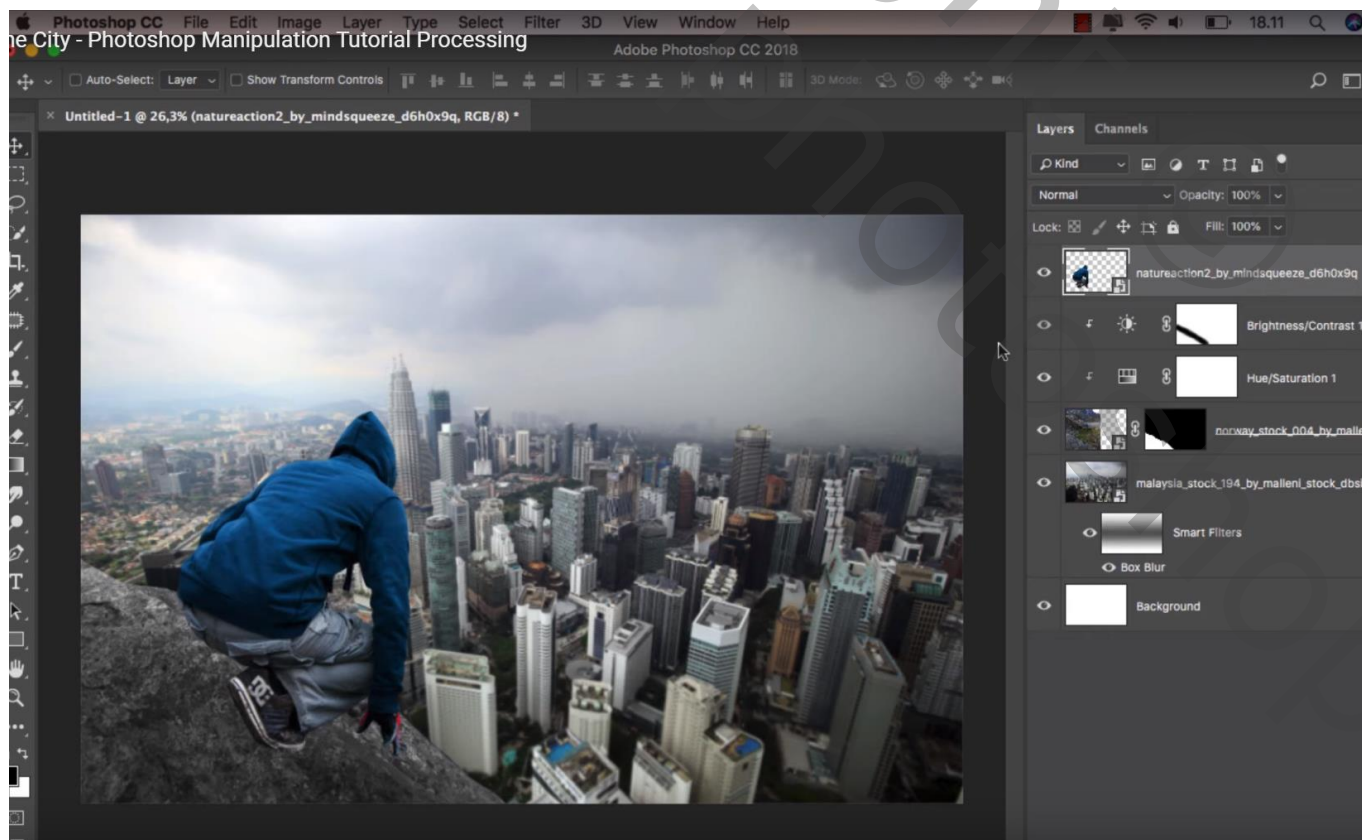 Photoshop CC File Edit Image Layer Type Select Filter 3D View Window Help 18.11
City - Photoshop Manipulation Tutorial Processing
Adobe Photoshop CC 2018
Auto-Select: Layer Show Transform Controls 3D Mode:
× Untitled-1 @ 26,3% (natureaction2_by_mindsqueeze_d6h0x9q, RGB/8) *
Layers Channels
Kind
Normal Opacity: 100%
Lock: Fill: 100%
natureaction2_by_mindsqueeze_d6h0x9q
Brightness/Contrast 1
Hue/Saturation 1
norway_stock_004_by_malle
malaysia_stock_194_by_malleni_stock_dbs
Smart Filters
Box Blur
Background
DC